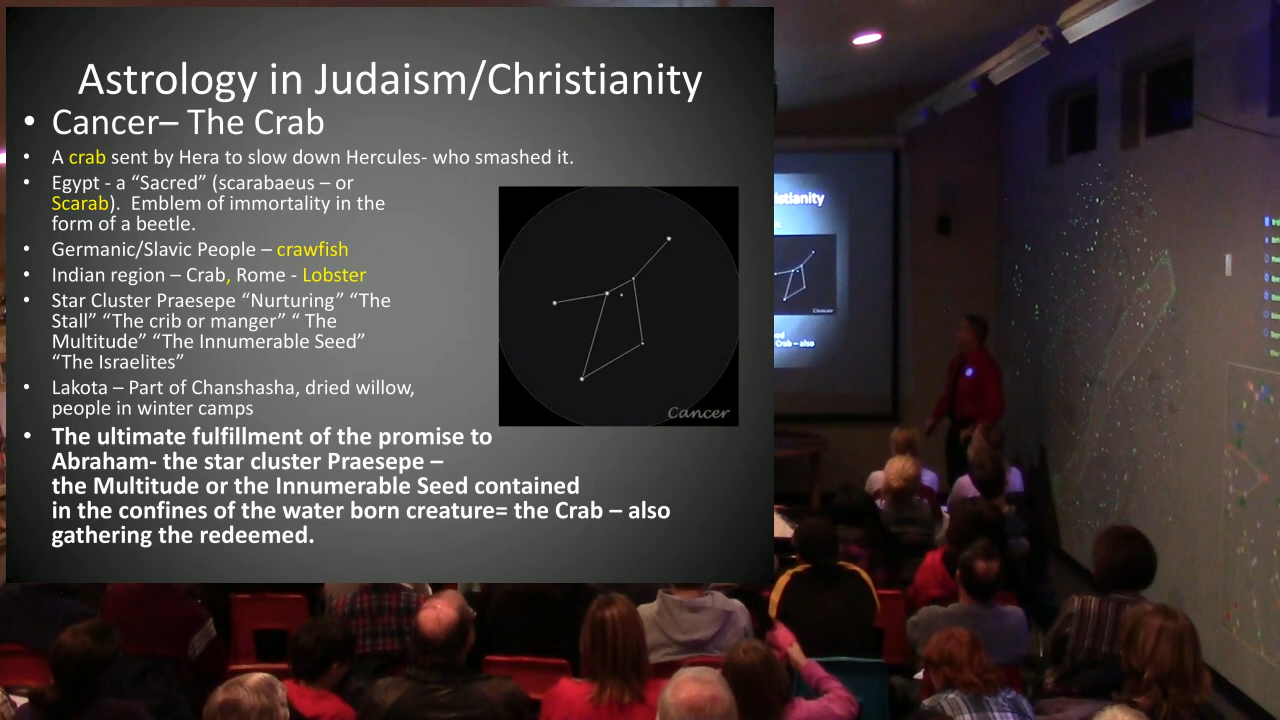 Astrology in Judaism/Christianity
• Cancer– The Crab
• A crab sent by Hera to slow down Hercules- who smashed it.
• Egypt - a “Sacred” (scarabaeus – or
Scarab).  Emblem of immortality in the
form of a beetle.
• Germanic/Slavic People – crawfish
• Indian region – Crab, Rome - Lobster
• Star Cluster Praesepe “Nurturing” “The
Stall” “The crib or manger” “ The
Multitude” “The Innumerable Seed”
“The Israelites”
• Lakota – Part of Chanshasha, dried willow,
people in winter camps
• The ultimate fulfillment of the promise to
Abraham- the star cluster Praesepe –
the Multitude or the Innumerable Seed contained
in the confines of the water born creature= the Crab – also
gathering the redeemed.
Cancer
stianity
Cancer
Crab – also